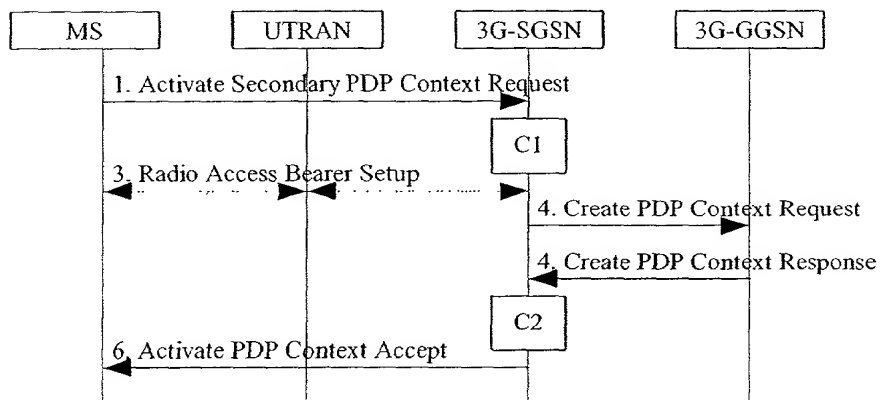 MS UTRAN 3G-SGSN 3G-GGSN
1. Activate Secondary PDP Context Request
C1
3. Radio Access Bearer Setup
4. Create PDP Context Request
4. Create PDP Context Response
C2
6. Activate PDP Context Accept